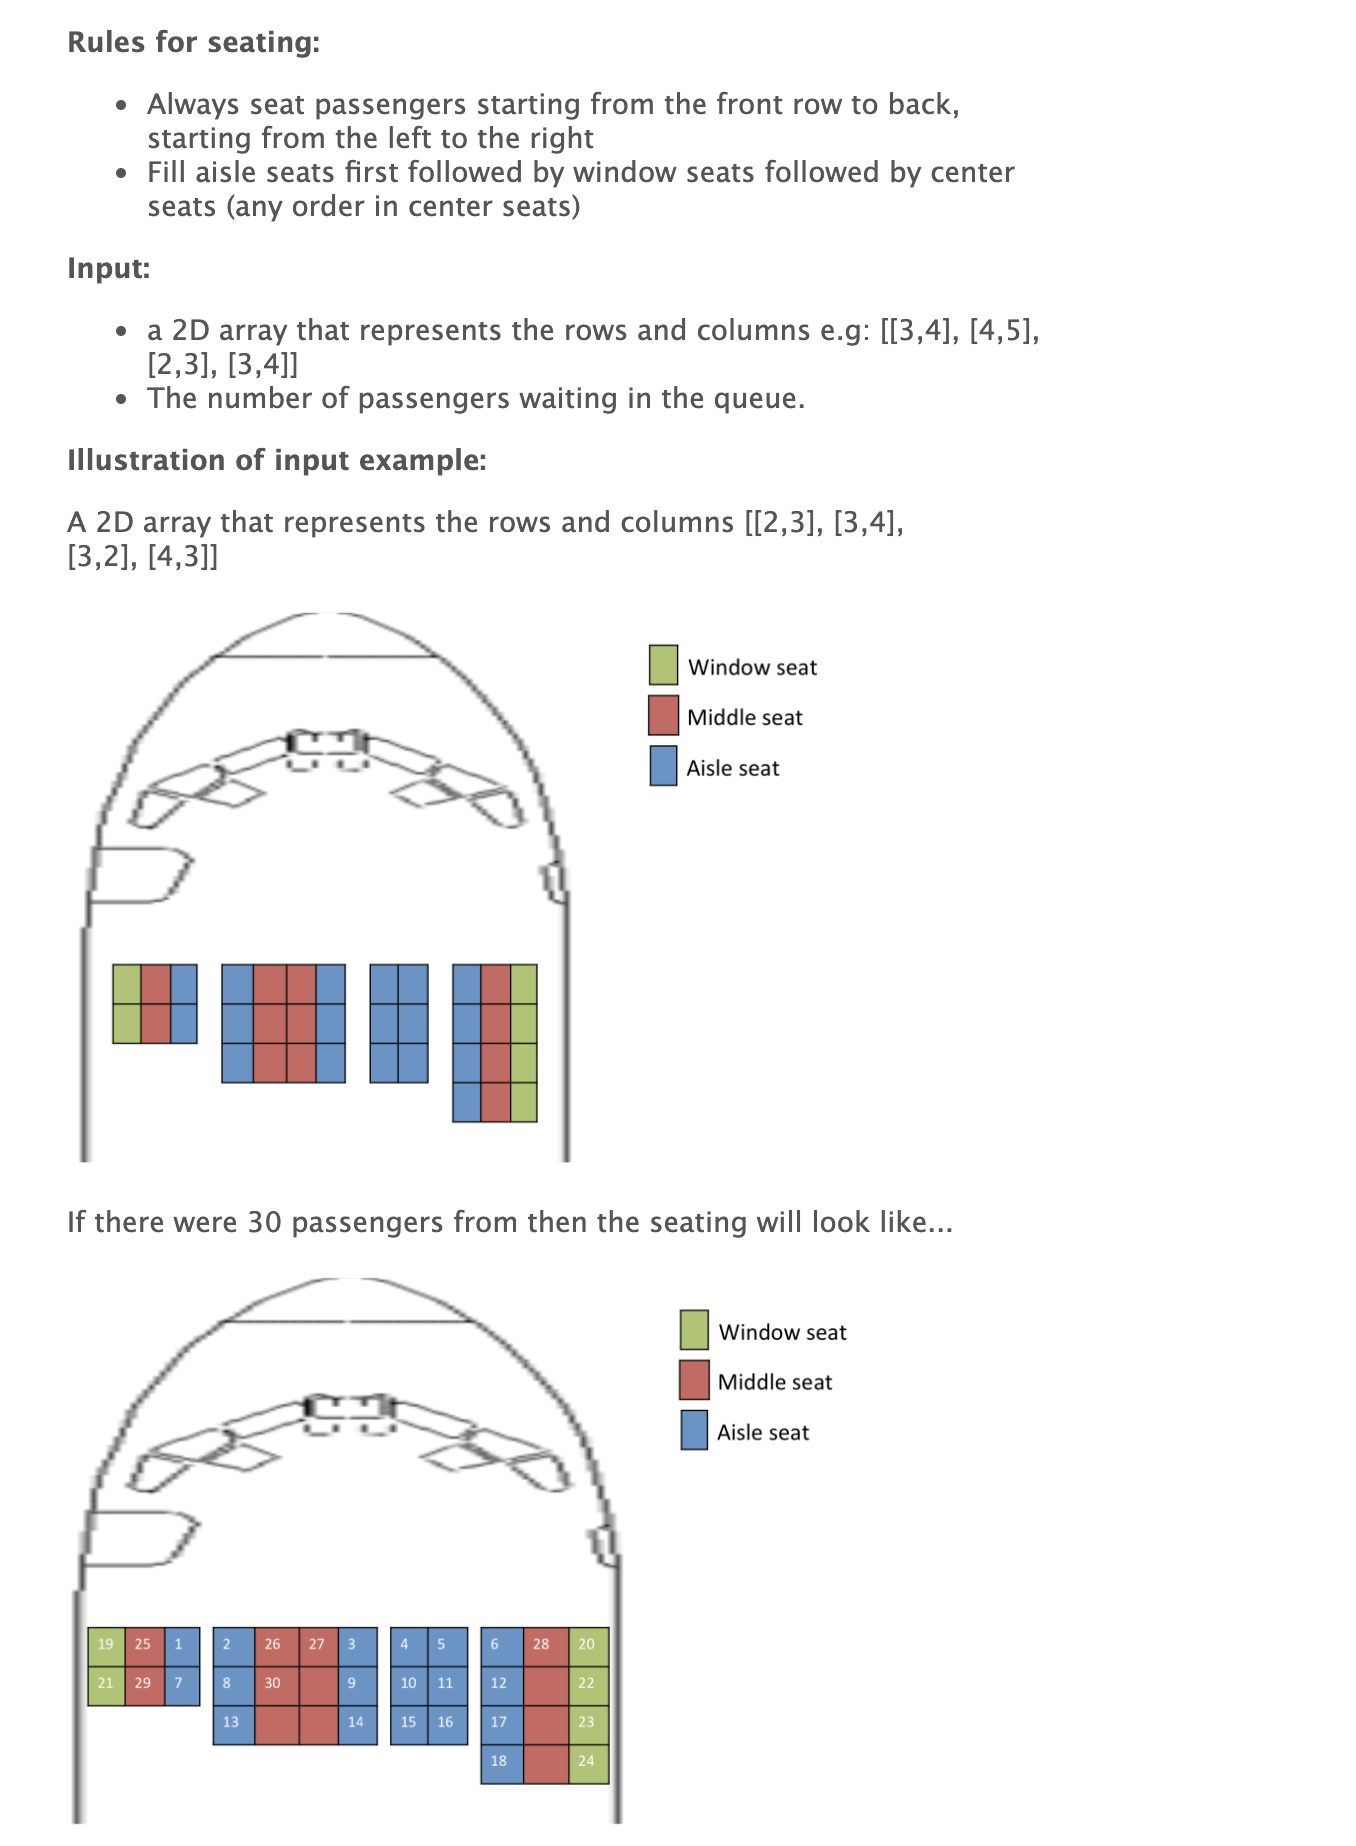 Rules for seating:
• Always seat passengers starting from the front row to back,
starting from the left to the right
• Fill aisle seats first followed by window seats followed by center
seats (any order in center seats)
Input:
• a 2D array that represents the rows and columns e.g: [[3,4], [4,5],
[2,3], [3,4]]
• The number of passengers waiting in the queue.
Illustration of input example:
A 2D array that represents the rows and columns [[2,3], [3,4],
[3,2], [4,3]]
Window seat
Middle seat
Aisle seat
If there were 30 passengers from then the seating will look like...
Window seat
Middle seat
Aisle seat
19 25 1 2 26 27 3 4 5 6 28 20
21 29 7 8 30 9 10 11 12 22
13 14 15 16 17 23
18 24